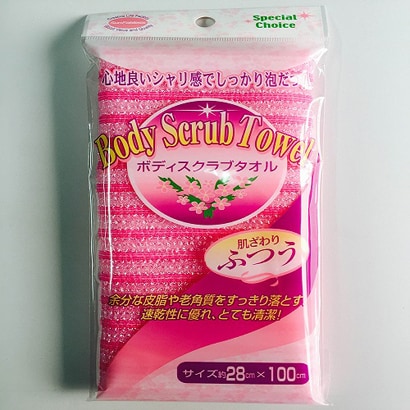 Special
Choice
心地良いシャリ感でしっかり泡だち
Body Scrub Towel
ボディスクラブタオル
肌ざわり
ふつう
余分な皮脂や老角質をすっきり落とす
速乾性に優れ、とても清潔!
サイズ約28cm×100cm